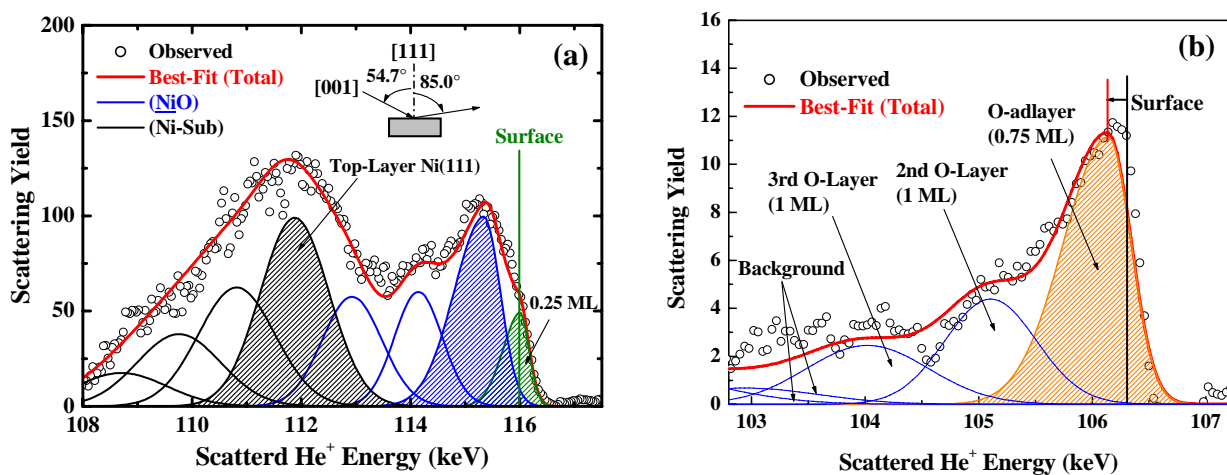 200
150
100
50
0
Scattering Yield
Observed
Best-Fit (Total)
(NiO)
(Ni-Sub)
(a)
[111]
54.7°
85.0°
[001]
Surface
Top-Layer Ni(111)
0.25 ML
108
110
112
114
116
Scatterd He+ Energy (keV)
16
14
12
10
8
6
4
2
0
Scattering Yield
(b)
Observed
Best-Fit (Total)
Surface
O-adlayer
(0.75 ML)
2nd O-Layer
(1 ML)
3rd O-Layer
(1 ML)
Background
103
104
105
106
107
Scattered He+ Energy (keV)